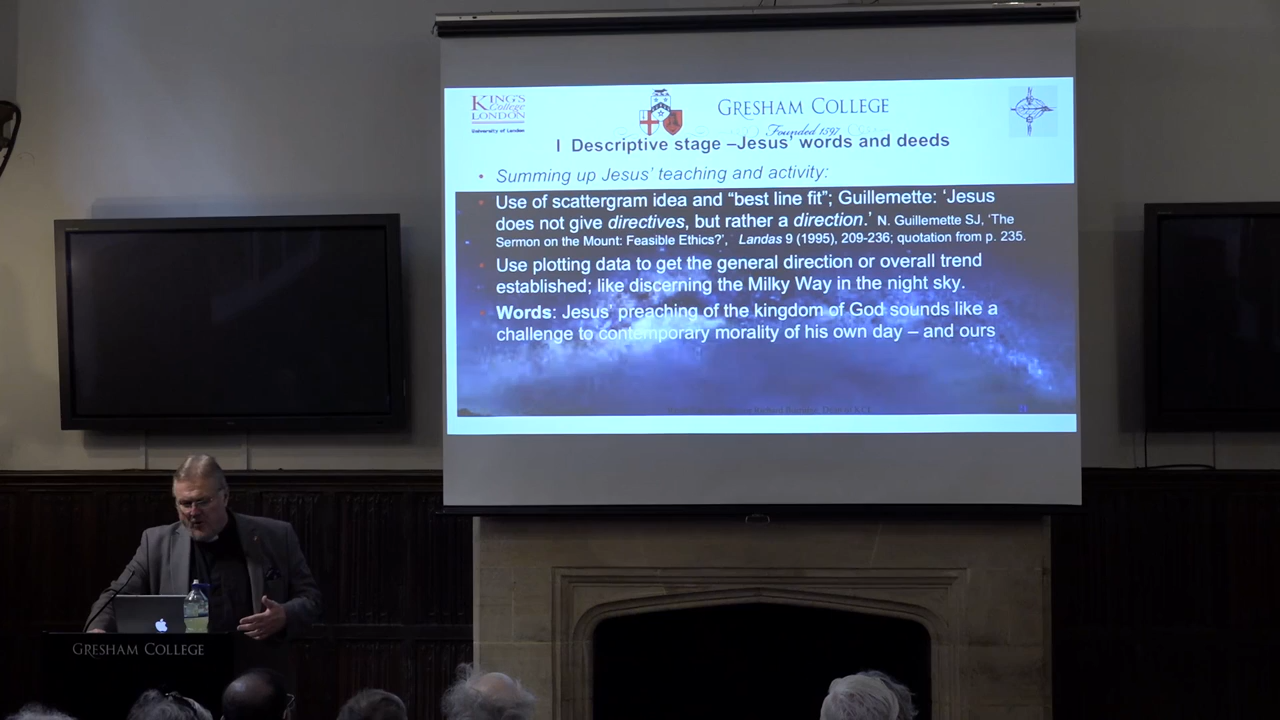 KING'S
College
LONDON
University of London
GRESHAM COLLEGE
Founded 1597
I Descriptive stage –Jesus' words and deeds
• Summing up Jesus' teaching and activity:
• Use of scattergram idea and “best line fit”; Guillemette: ‘Jesus
does not give directives, but rather a direction.’ N. Guillemette SJ, ‘The
Sermon on the Mount: Feasible Ethics?’, Landas 9 (1995), 209-236; quotation from p. 235.
• Use plotting data to get the general direction or overall trend
established; like discerning the Milky Way in the night sky.
• Words: Jesus' preaching of the kingdom of God sounds like a
challenge to contemporary morality of his own day – and ours
GRESHAM COLLEGE